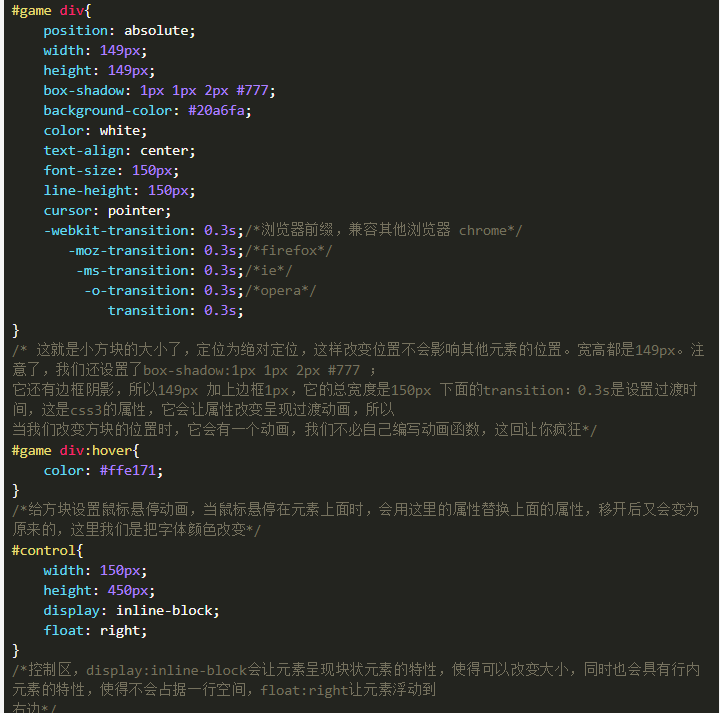 #game div{
    position: absolute;
    width: 149px;
    height: 149px;
    box-shadow: 1px 1px 2px #777;
    background-color: #20a6fa;
    color: white;
    text-align: center;
    font-size: 150px;
    line-height: 150px;
    cursor: pointer;
    -webkit-transition: 0.3s;/*浏览器前缀，兼容其他浏览器 chrome*/
       -moz-transition: 0.3s;/*firefox*/
        -ms-transition: 0.3s;/*ie*/
         -o-transition: 0.3s;/*opera*/
            transition: 0.3s;
}
/* 这就是小方块的大小了，定位为绝对定位，这样改变位置不会影响其他元素的位置。宽高都是149px。注
意了，我们还设置了box-shadow:1px 1px 2px #777 ；
它还有边框阴影，所以149px 加上边框1px，它的总宽度是150px 下面的transition：0.3s是设置过渡时
间，这是css3的属性，它会让属性改变呈现过渡动画，所以
当我们改变方块的位置时，它会有一个动画，我们不必自己编写动画函数，这回让你疯狂*/
#game div:hover{
    color: #ffe171;
}
/*给方块设置鼠标悬停动画，当鼠标悬停在元素上面时，会用这里的属性替换上面的属性，移开后又会变为
原来的，这里我们是把字体颜色改变*/
#control{
    width: 150px;
    height: 450px;
    display: inline-block;
    float: right;
}
/*控制区，display:inline-block会让元素呈现块状元素的特性，使得可以改变大小，同时也会具有行内
元素的特性，使得不会占据一行空间，float:right让元素浮动到
右边*/